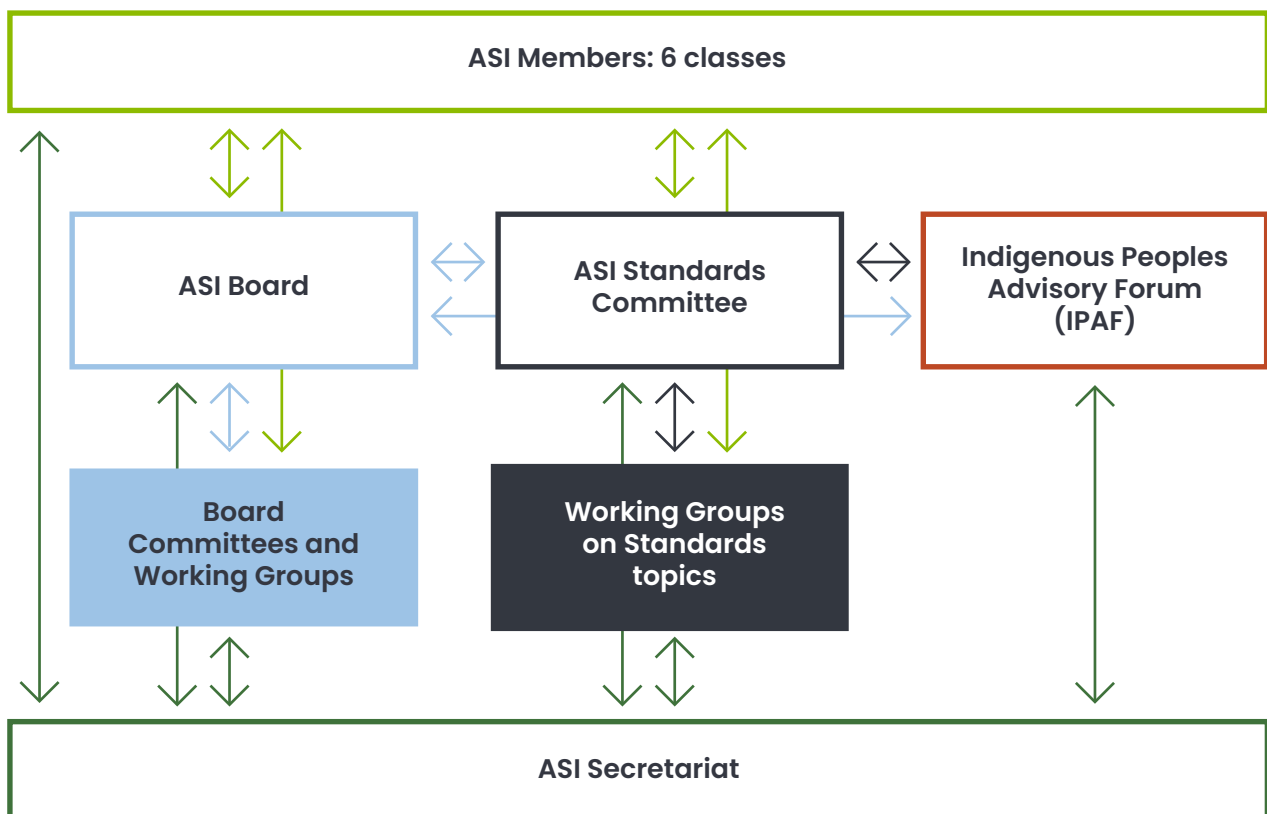 ASI Members: 6 classes
ASI Board
ASI Standards
Committee
Indigenous Peoples
Advisory Forum
(IPAF)
Board
Committees and
Working Groups
Working Groups
on Standards
topics
ASI Secretariat